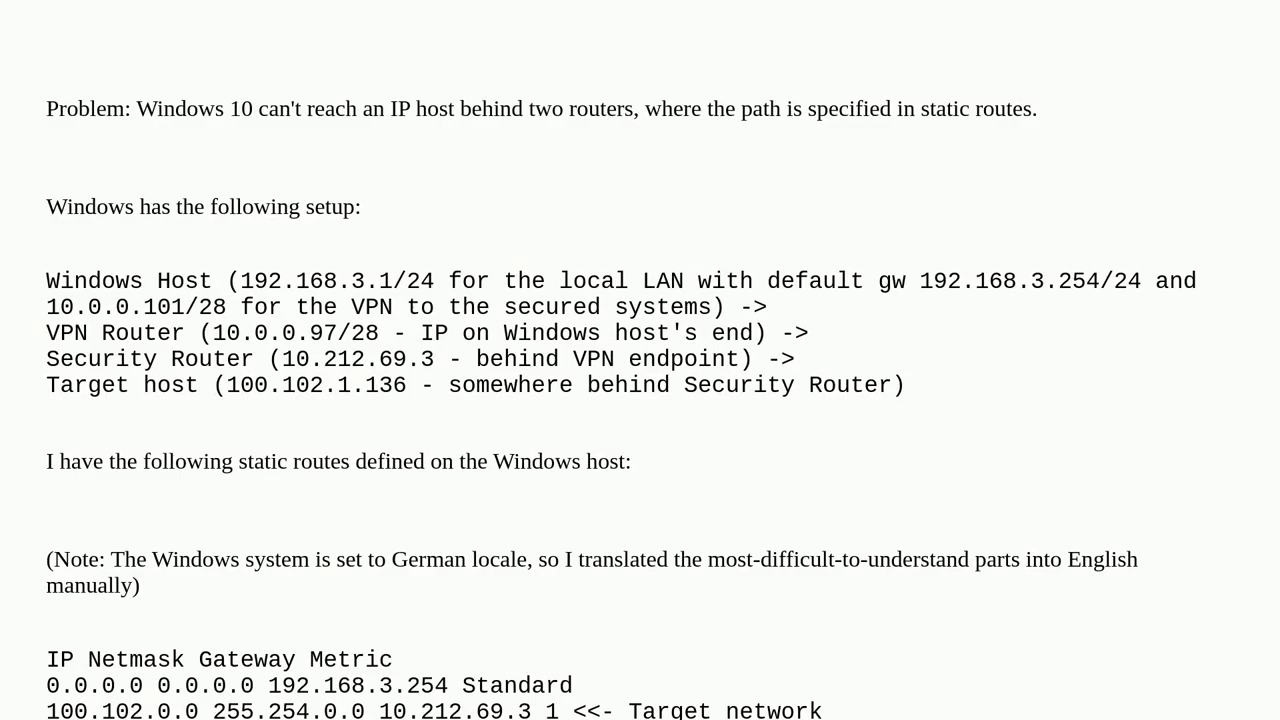 Problem: Windows 10 can't reach an IP host behind two routers, where the path is specified in static routes.
Windows has the following setup:
Windows Host (192.168.3.1/24 for the local LAN with default gw 192.168.3.254/24 and
10.0.0.101/28 for the VPN to the secured systems) ->
VPN Router (10.0.0.97/28 - IP on Windows host's end) ->
Security Router (10.212.69.3 - behind VPN endpoint) ->
Target host (100.102.1.136 - somewhere behind Security Router)
I have the following static routes defined on the Windows host:
(Note: The Windows system is set to German locale, so I translated the most-difficult-to-understand parts into English
manually)
IP Netmask Gateway Metric
0.0.0.0 0.0.0.0 192.168.3.254 Standard
100.102.0.0 255.254.0.0 10.212.69.3 1 <<- Target network